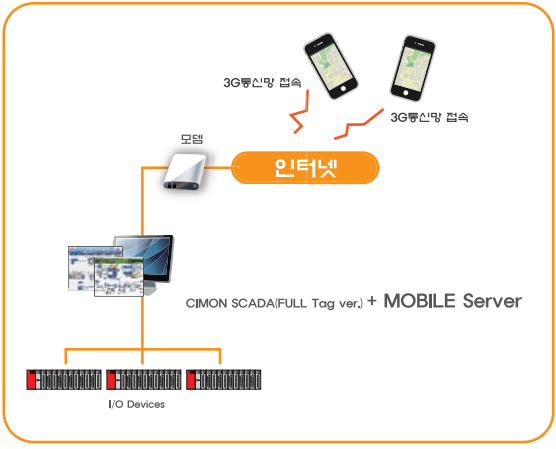 3G통신망 접속
3G통신망 접속
모뎀
인터넷
CIMON SCADA(FULL Tag ver.) + MOBILE Server
I/O Devices